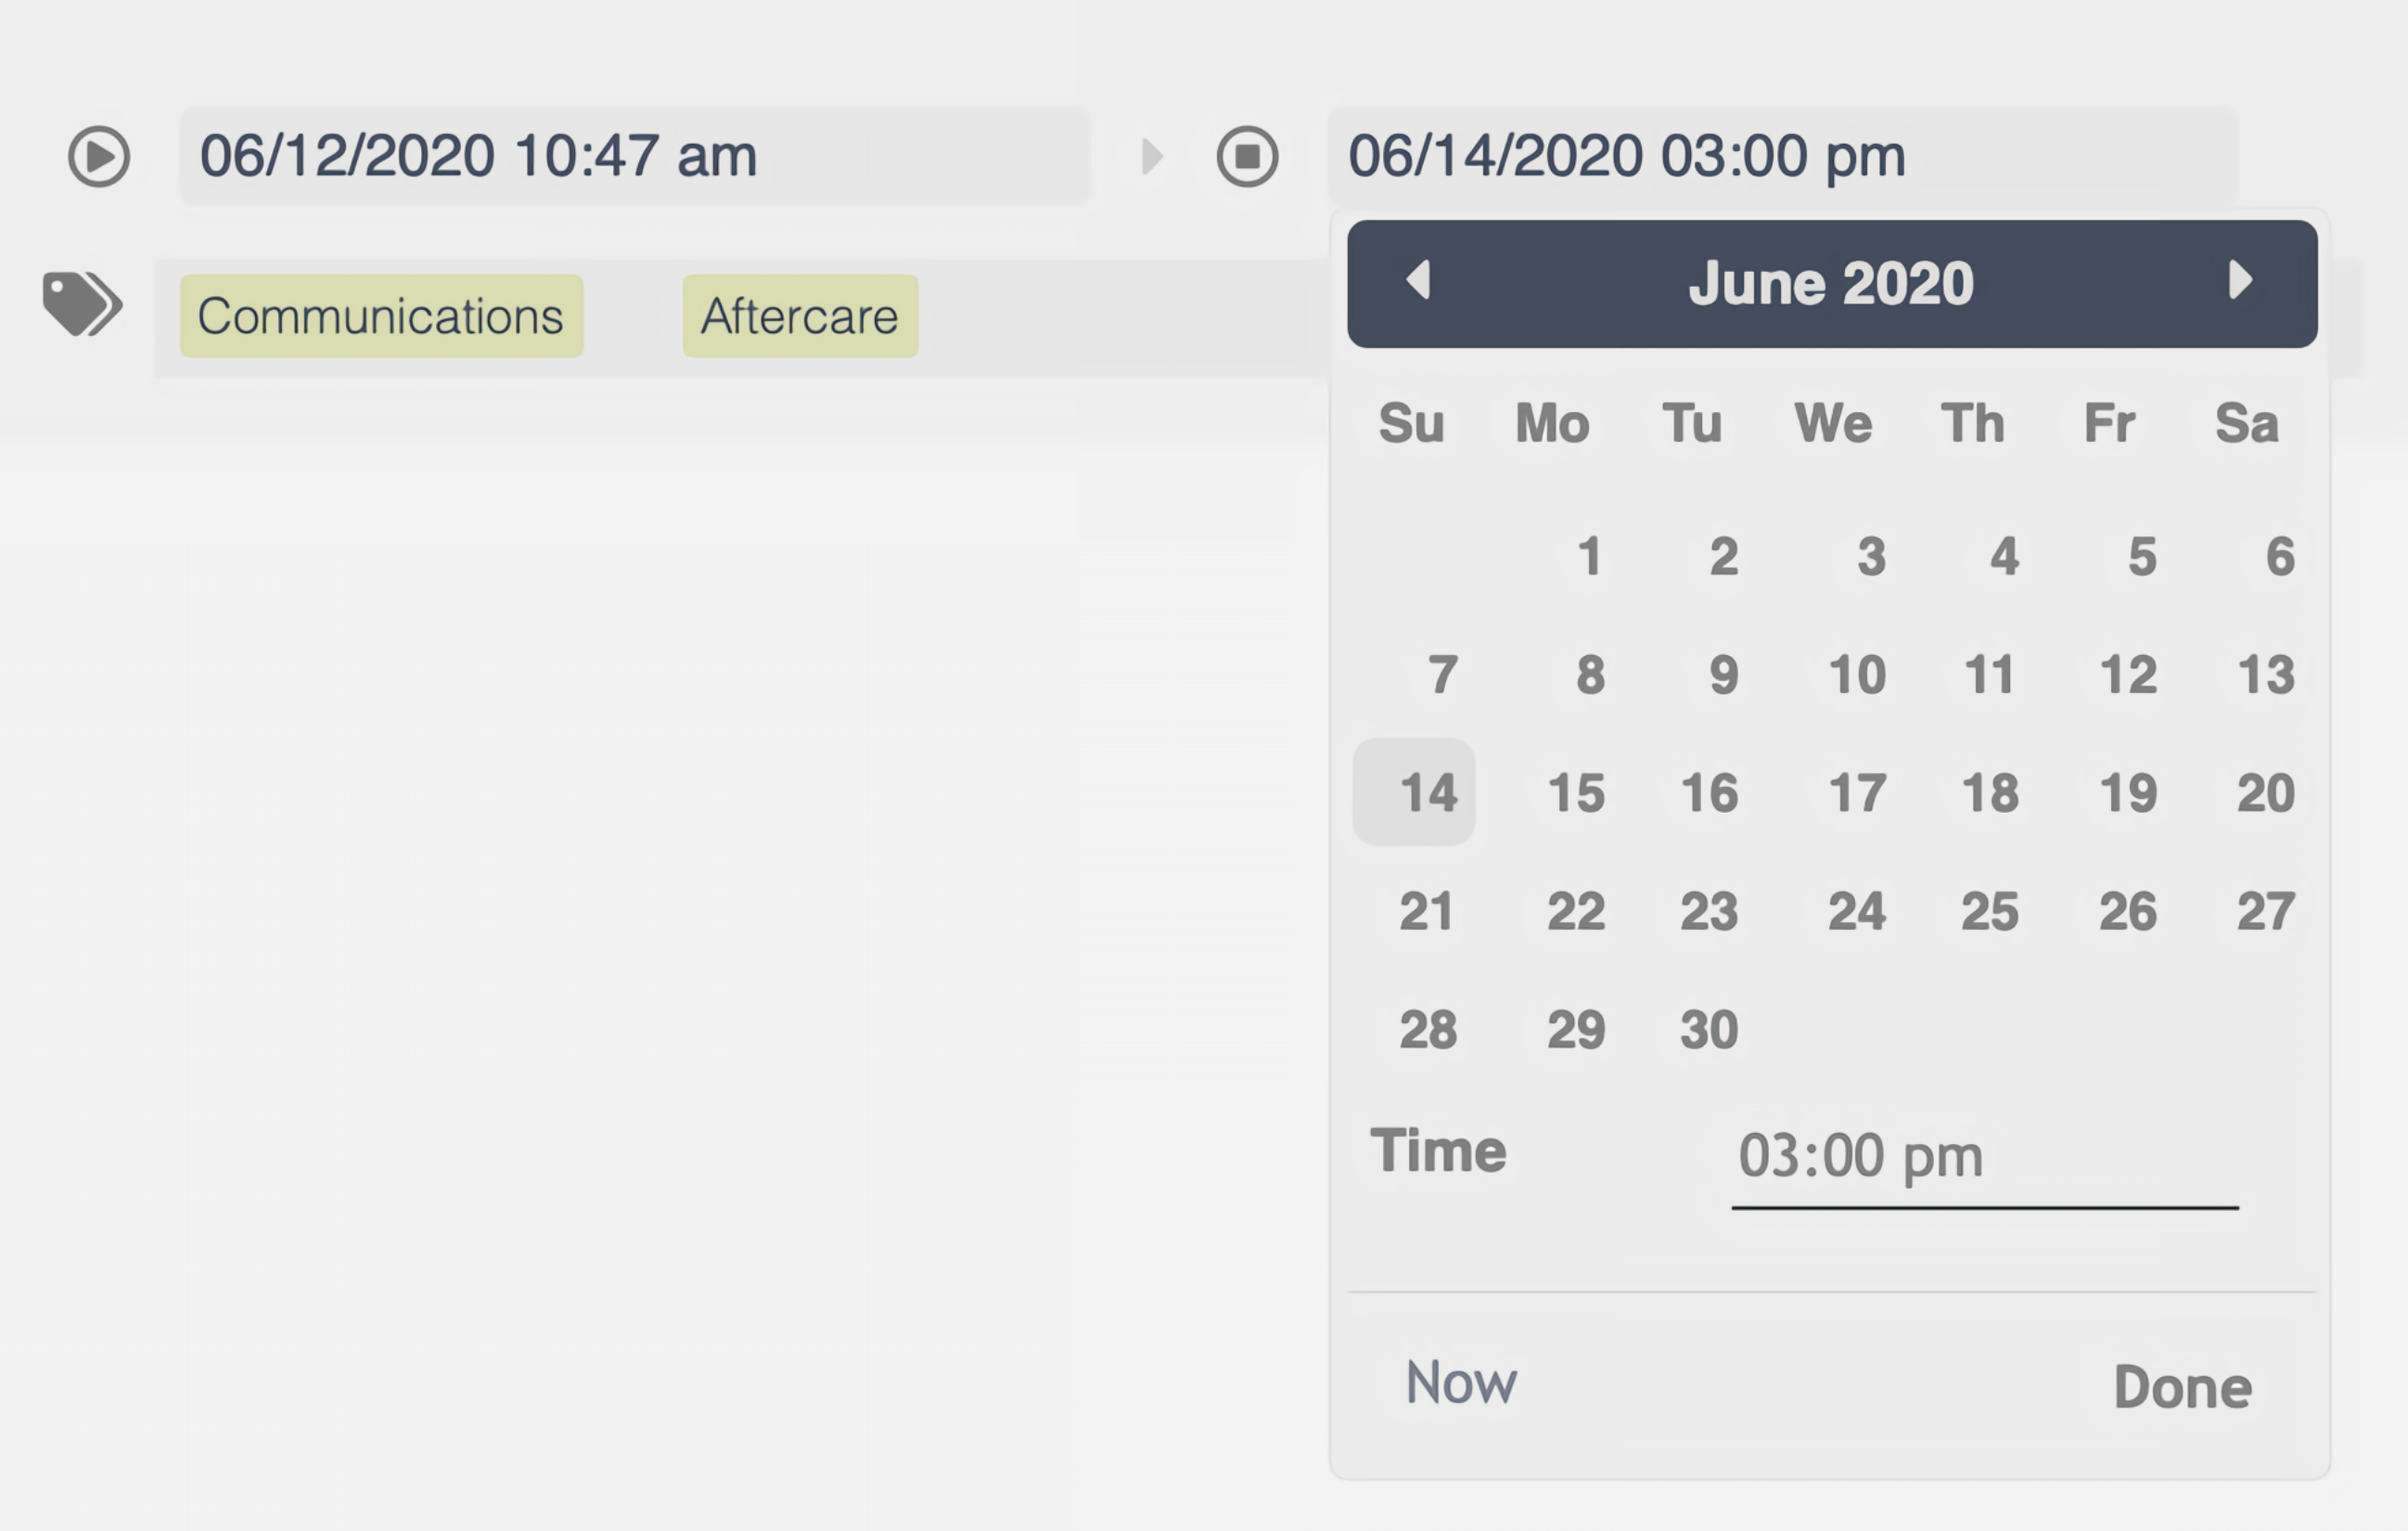 06/12/2020 10:47 am
06/14/2020 03:00 pm
Communications
Aftercare
June 2020
Su Mo Tu We Th Fr Sa
1 2 3 4 5 6
7 8 9 10 11 12 13
14 15 16 17 18 19 20
21 22 23 24 25 26 27
28 29 30
Time 03:00 pm
Now Done